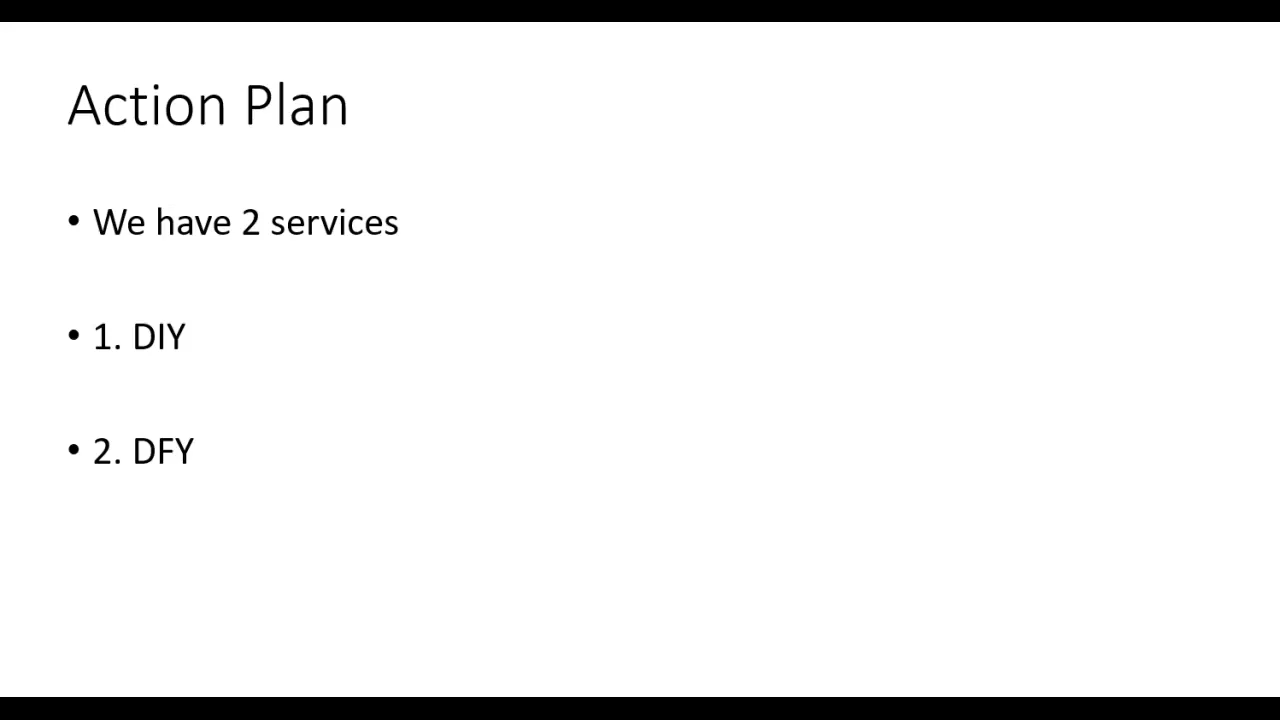 Action Plan
• We have 2 services
• 1. DIY
• 2. DFY